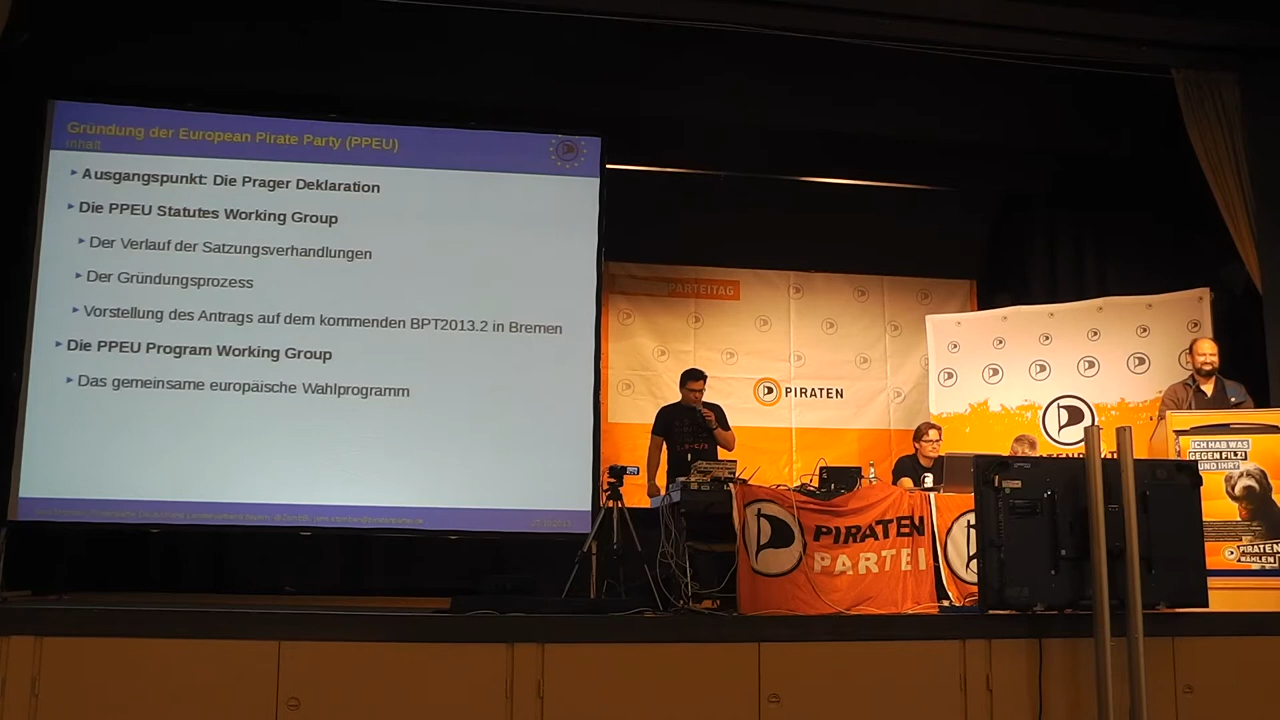 Gründung der European Pirate Party (PPEU)
Inhalt
Ausgangspunkt: Die Prager Deklaration
Die PPEU Statutes Working Group
Der Verlauf der Satzungsverhandlungen
Der Gründungsprozess
Vorstellung des Antrags auf dem kommenden BPT2013.2 in Bremen
Die PPEU Program Working Group
Das gemeinsame europäische Wahlprogramm
PARTEITAG
PIRATEN
PIRATEN
PARTEI
ICH HAB WAS
GEGEN FILZ!
UND IHR?
PIRATEN
WÄHLEN